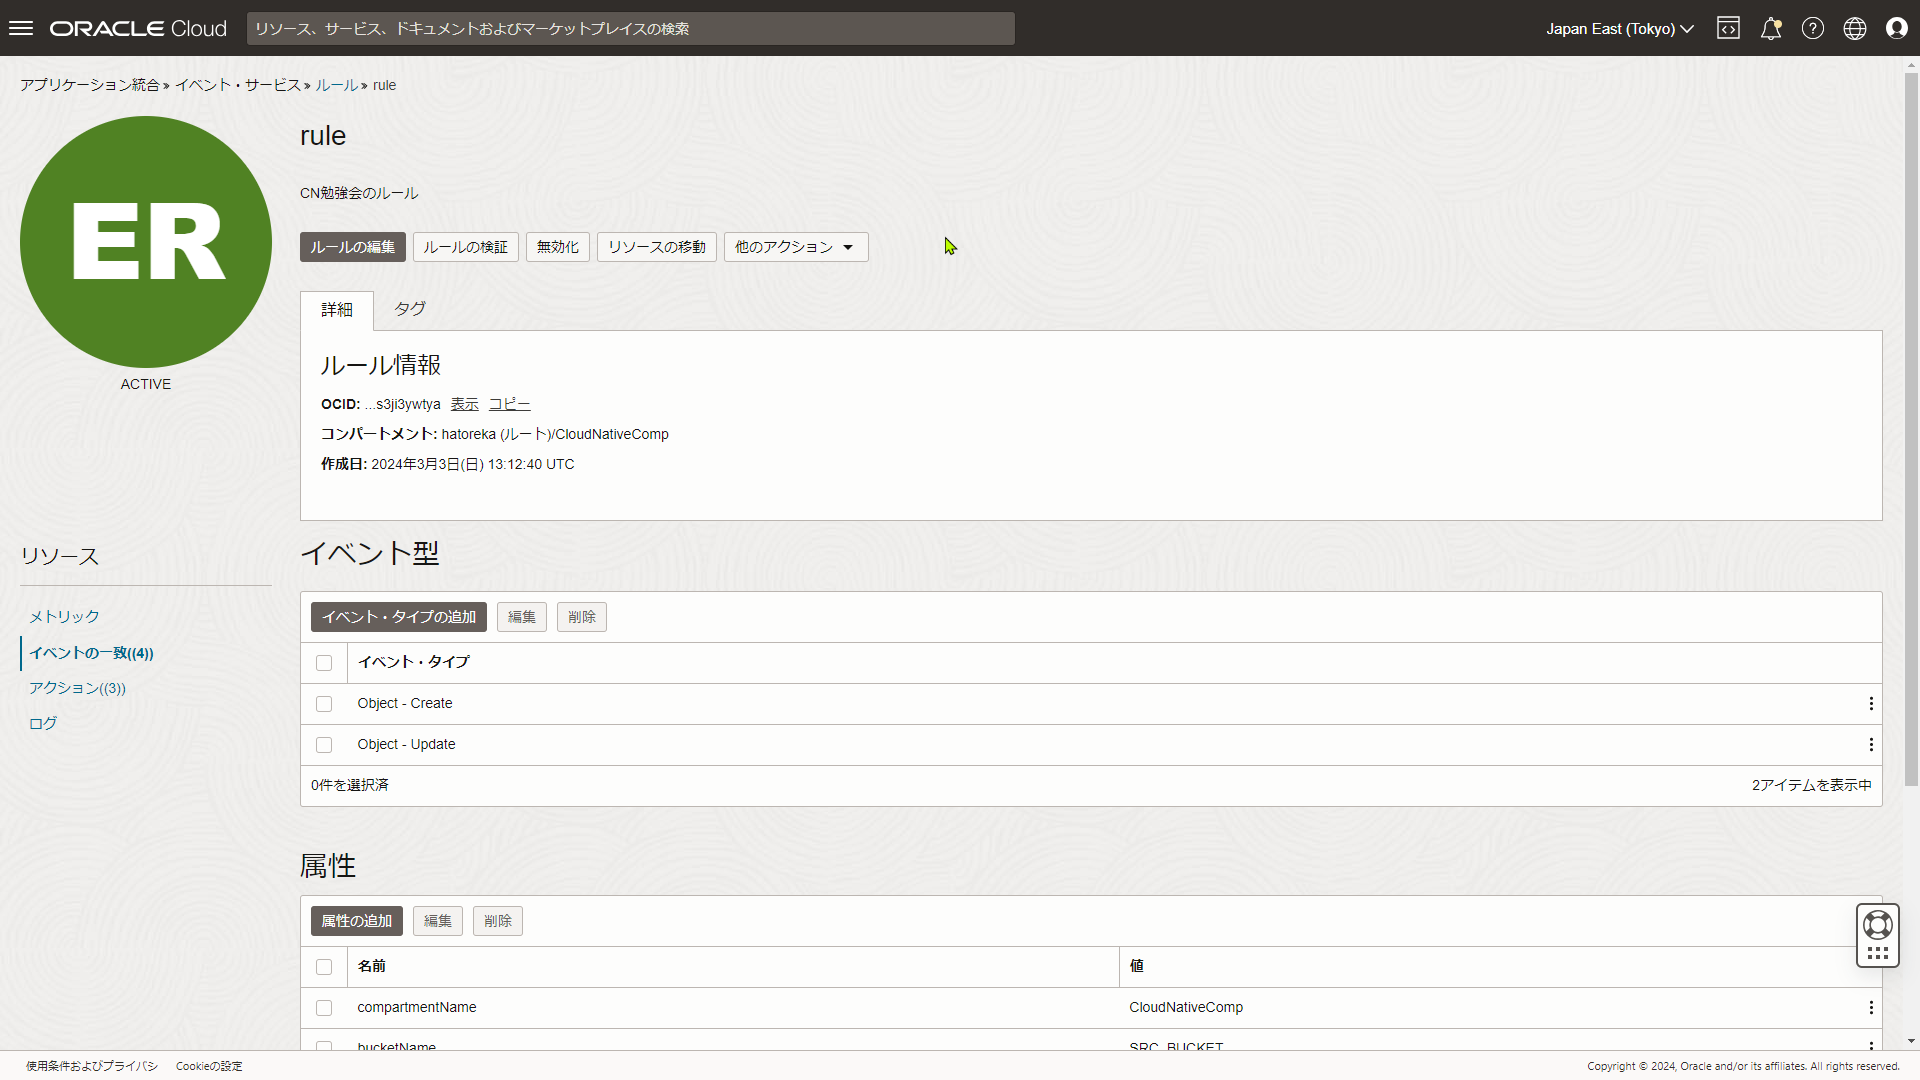 ORACLE Cloud
リソース、サービス、ドキュメントおよびマーケットプレイスの検索
Japan East (Tokyo)
アプリケーション統合 » イベント・サービス » ルール » rule
ER
ACTIVE
rule
CN勉強会のルール
ルールの編集 ルールの検証 無効化 リソースの移動 他のアクション
詳細 タグ
ルール情報
OCID: ...s3ji3ywtya 表示 コピー
コンパートメント: hatoreka (ルート)/CloudNativeComp
作成日: 2024年3月3日(日) 13:12:40 UTC
リソース
メトリック
イベントの一致((4))
アクション((3))
ログ
イベント型
イベント・タイプの追加 編集 削除
イベント・タイプ
Object - Create
Object - Update
0件を選択済 2アイテムを表示中
属性
属性の追加 編集 削除
名前 値
compartmentName CloudNativeComp
bucketName SRC_BUCKET
使用条件およびプライバシ Cookieの設定
Copyright © 2024, Oracle and/or its affiliates. All rights reserved.